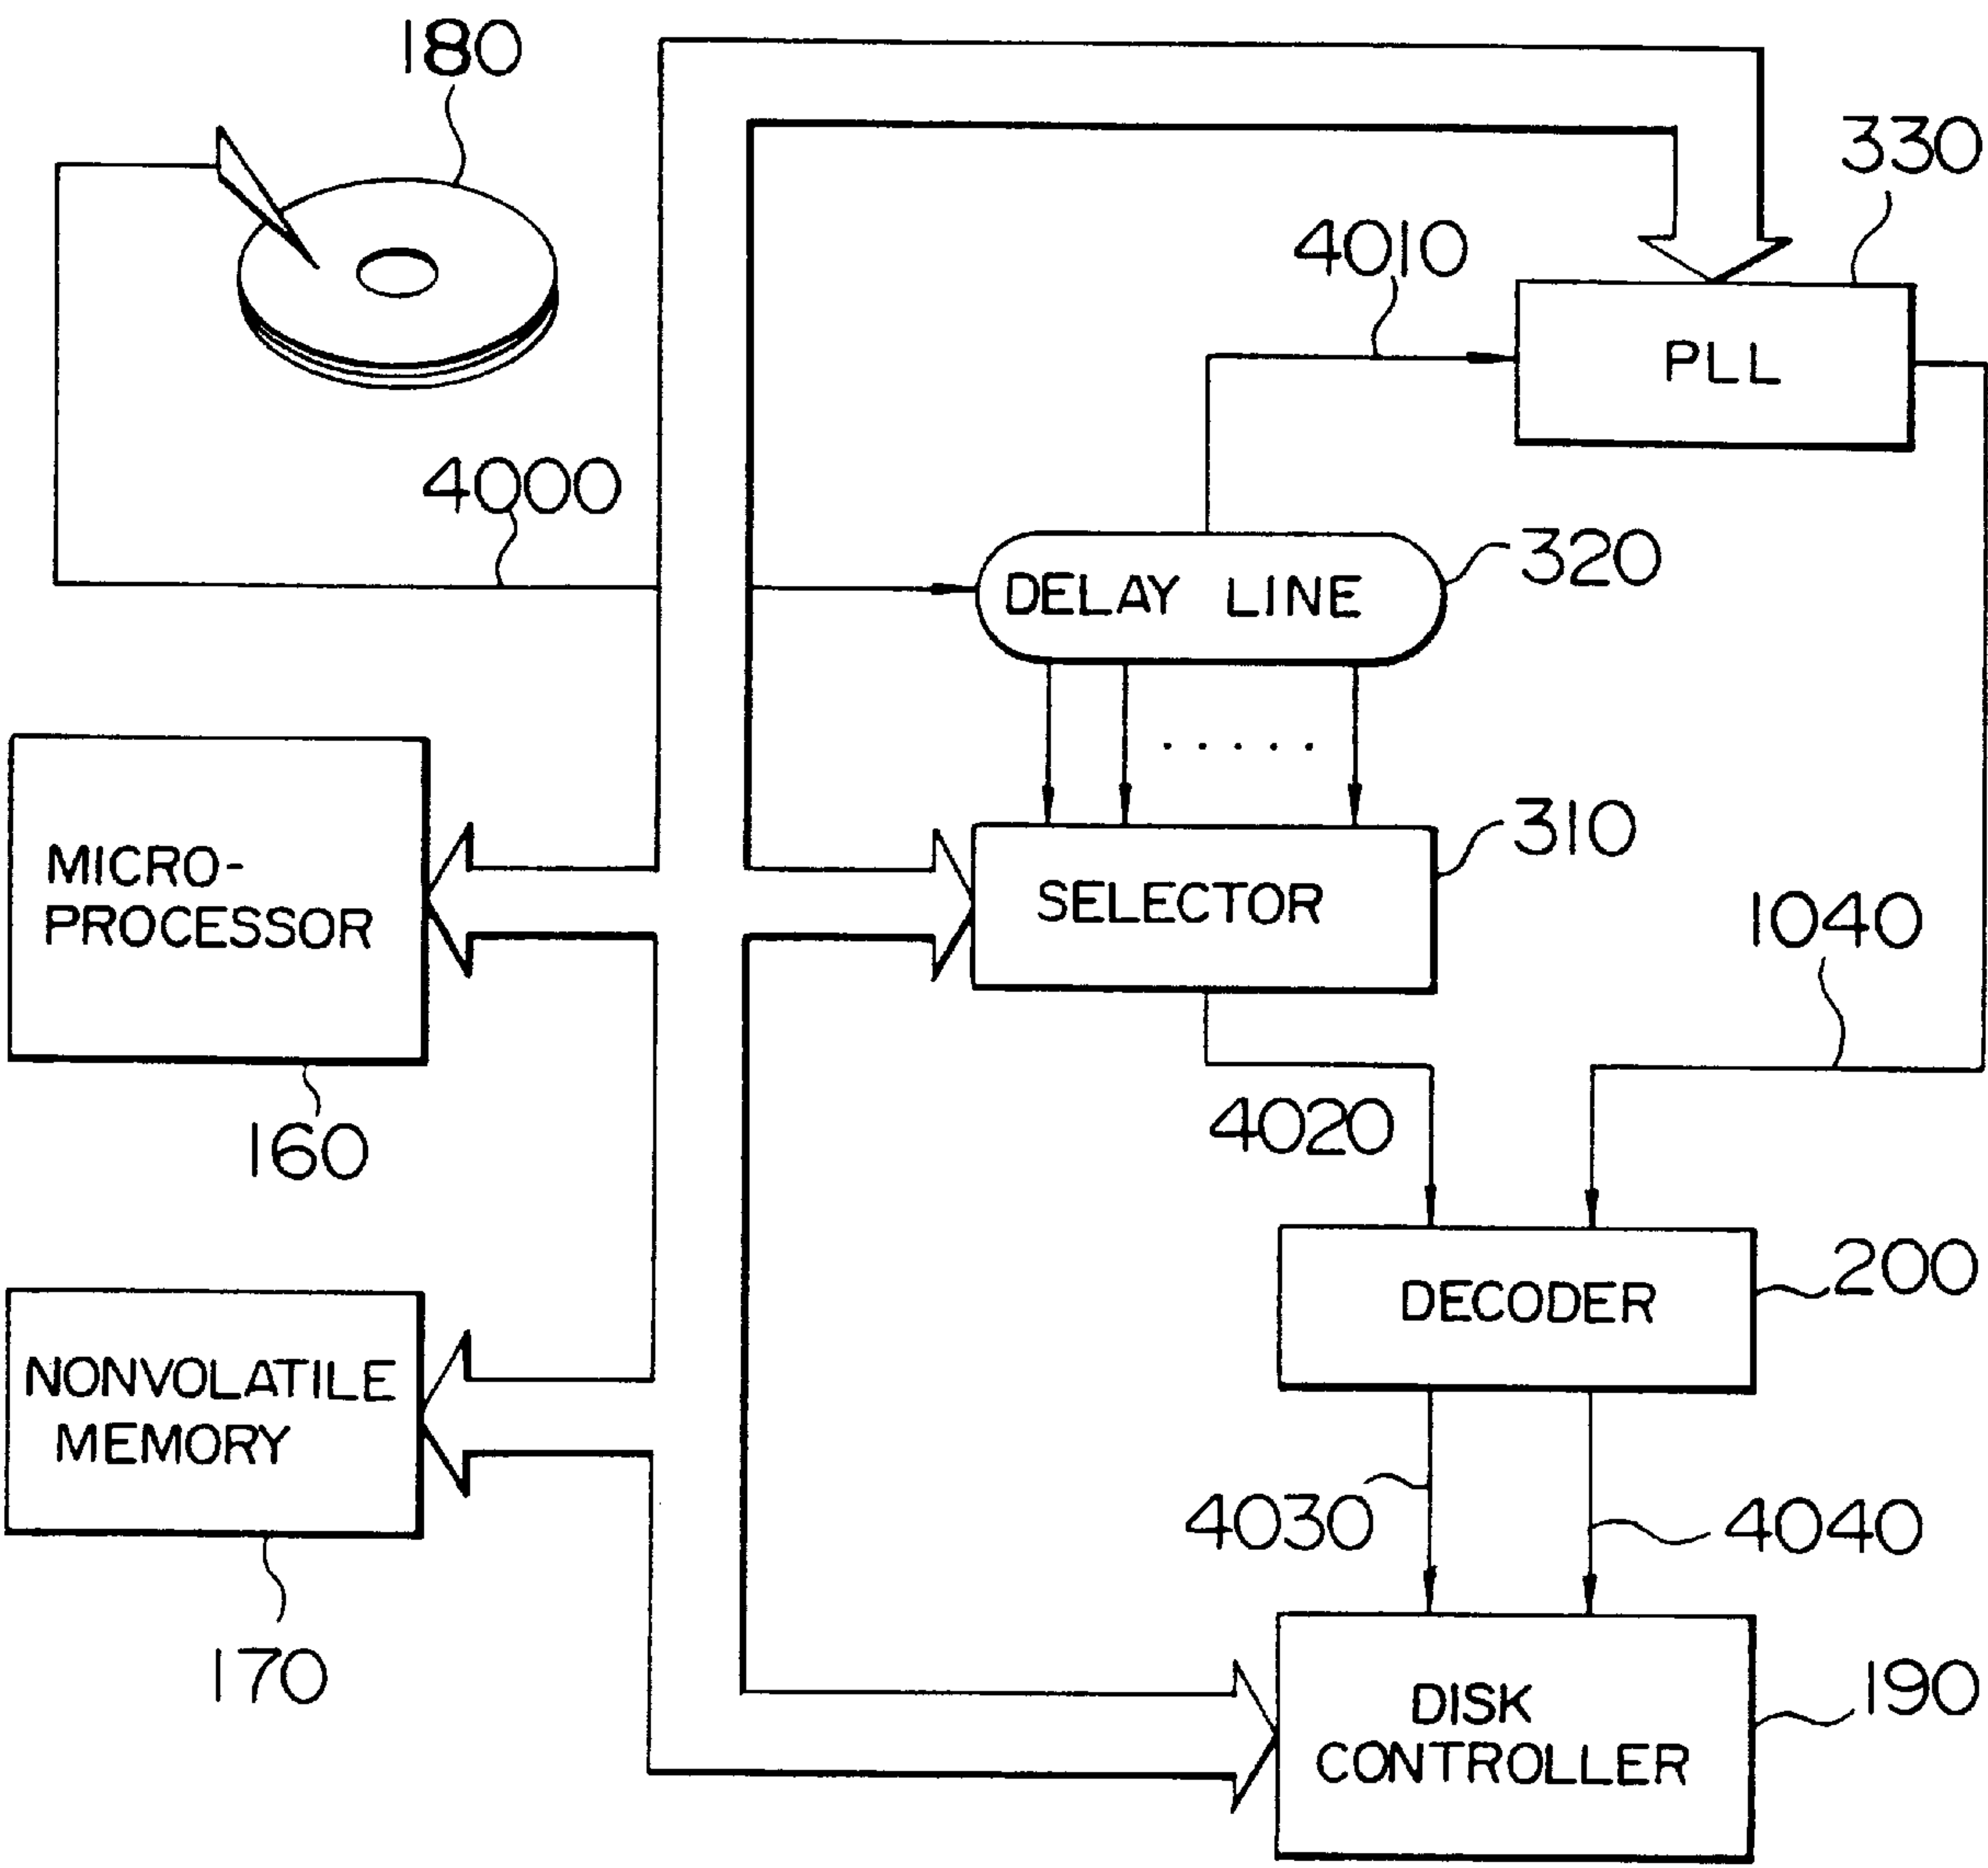 180
330
4010
PLL
4000
320
DELAY LINE
.....
310
MICRO-
PROCESSOR
SELECTOR
1040
4020
160
200
DECODER
NONVOLATILE
MEMORY
4030
4040
170
190
DISK
CONTROLLER